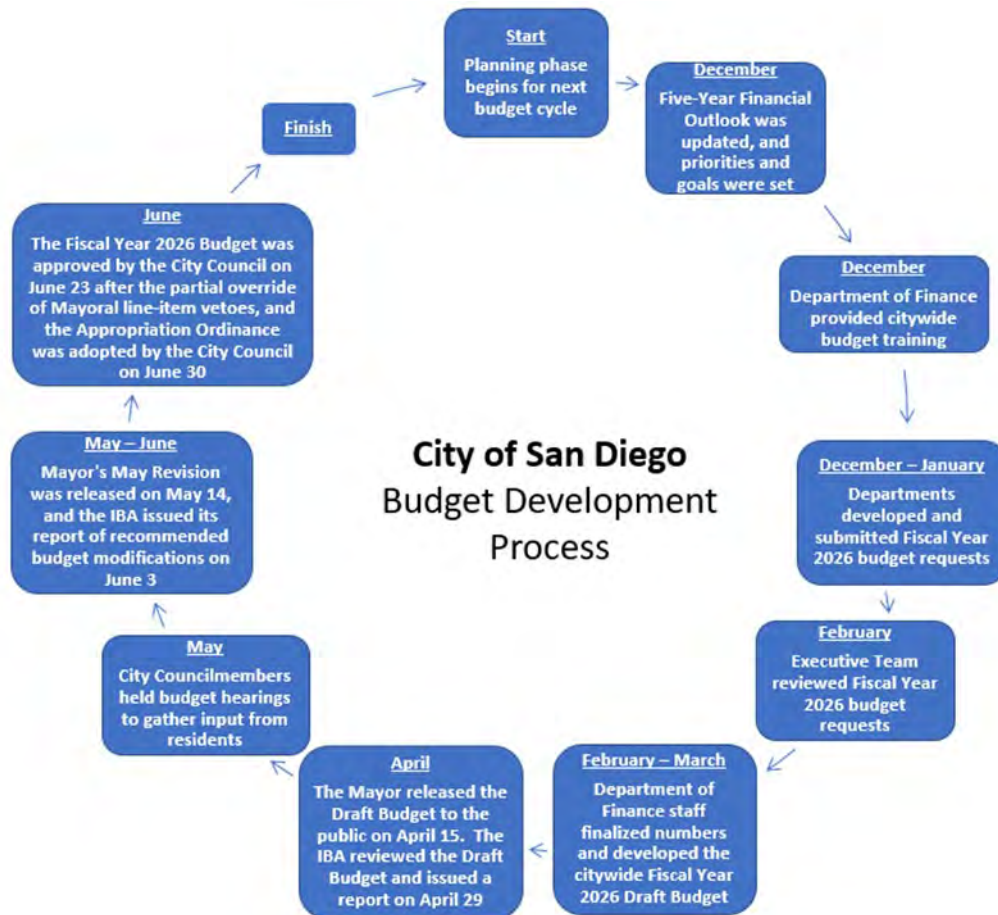 Start
Planning phase
begins for next
budget cycle
December
Five-Year Financial
Outlook was
updated, and
priorities and
goals were set
December
Department of Finance
provided citywide
budget training
December – January
Departments
developed and
submitted Fiscal Year
2026 budget requests
February
Executive Team
reviewed Fiscal Year
2026 budget
requests
February – March
Department of
Finance staff
finalized numbers
and developed the
citywide Fiscal Year
2026 Draft Budget
April
The Mayor released the
Draft Budget to the
public on April 15.  The
IBA reviewed the Draft
Budget and issued a
report on April 29
May
City Councilmembers
held budget hearings
to gather input from
residents
May – June
Mayor's May Revision
was released on May 14,
and the IBA issued its
report of recommended
budget modifications on
June 3
June
The Fiscal Year 2026 Budget was
approved by the City Council on
June 23 after the partial override
of Mayoral line-item vetoes, and
the Appropriation Ordinance
was adopted by the City Council
on June 30
Finish
City of San Diego
Budget Development
Process